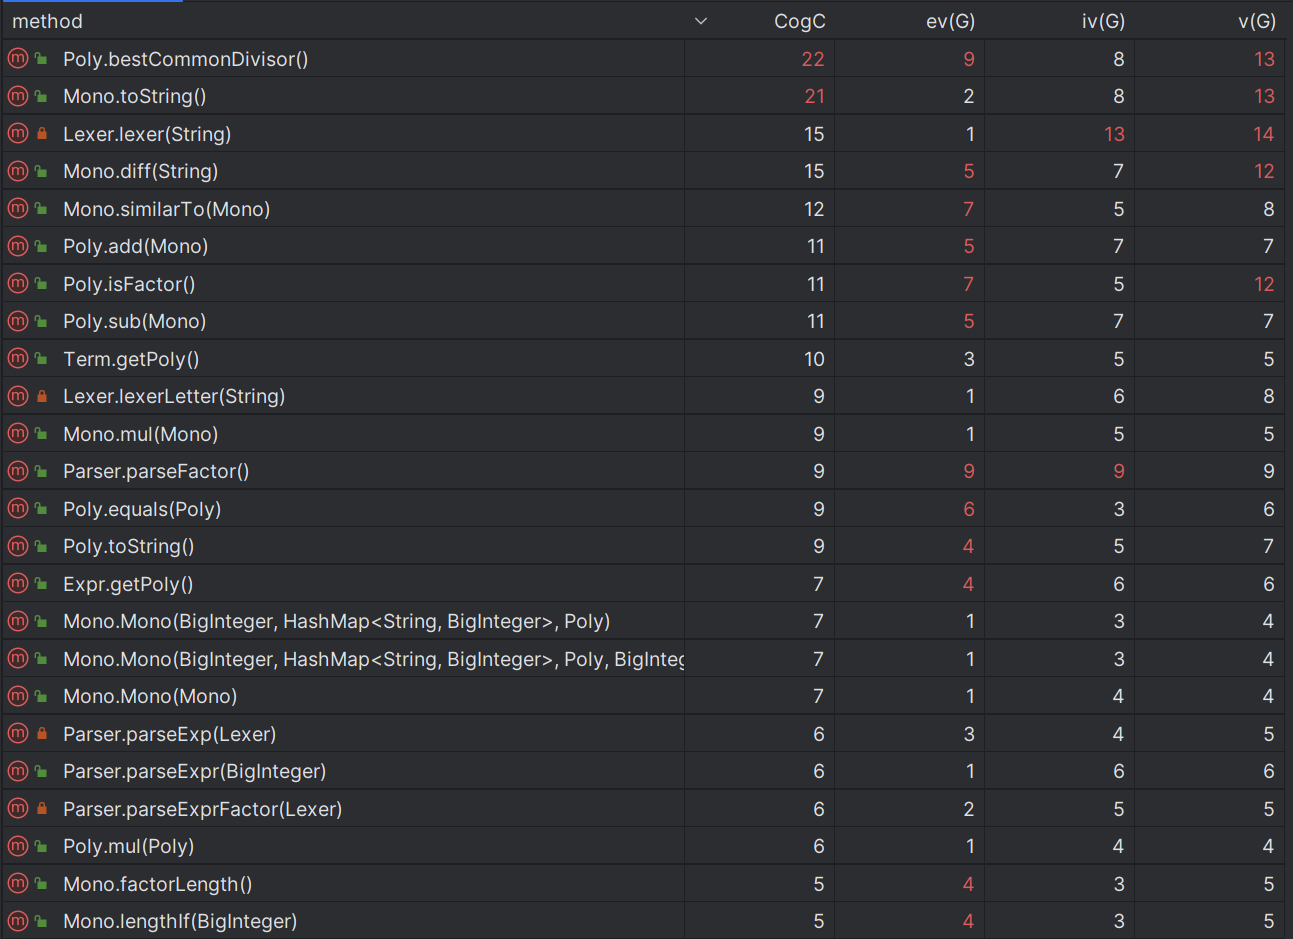 method CogC ev(G) iv(G) v(G)
m Poly.bestCommonDivisor() 22 9 8 13
m Mono.toString() 21 2 8 13
m Lexer.lexer(String) 15 1 13 14
m Mono.diff(String) 15 5 7 12
m Mono.similarTo(Mono) 12 7 5 8
m Poly.add(Mono) 11 5 7 7
m Poly.isFactor() 11 7 5 12
m Poly.sub(Mono) 11 5 7 7
m Term.getPoly() 10 3 5 5
m Lexer.lexerLetter(String) 9 1 6 8
m Mono.mul(Mono) 9 1 5 5
m Parser.parseFactor() 9 9 9 9
m Poly.equals(Poly) 9 6 3 6
m Poly.toString() 9 4 5 7
m Expr.getPoly() 7 4 6 6
m Mono.Mono(BigInteger, HashMap<String, BigInteger>, Poly) 7 1 3 4
m Mono.Mono(BigInteger, HashMap<String, BigInteger>, Poly, BigInteg 7 1 3 4
m Mono.Mono(Mono) 7 1 4 4
m Parser.parseExp(Lexer) 6 3 4 5
m Parser.parseExpr(BigInteger) 6 1 6 6
m Parser.parseExprFactor(Lexer) 6 2 5 5
m Poly.mul(Poly) 6 1 4 4
m Mono.factorLength() 5 4 3 5
m Mono.lengthIf(BigInteger) 5 4 3 5